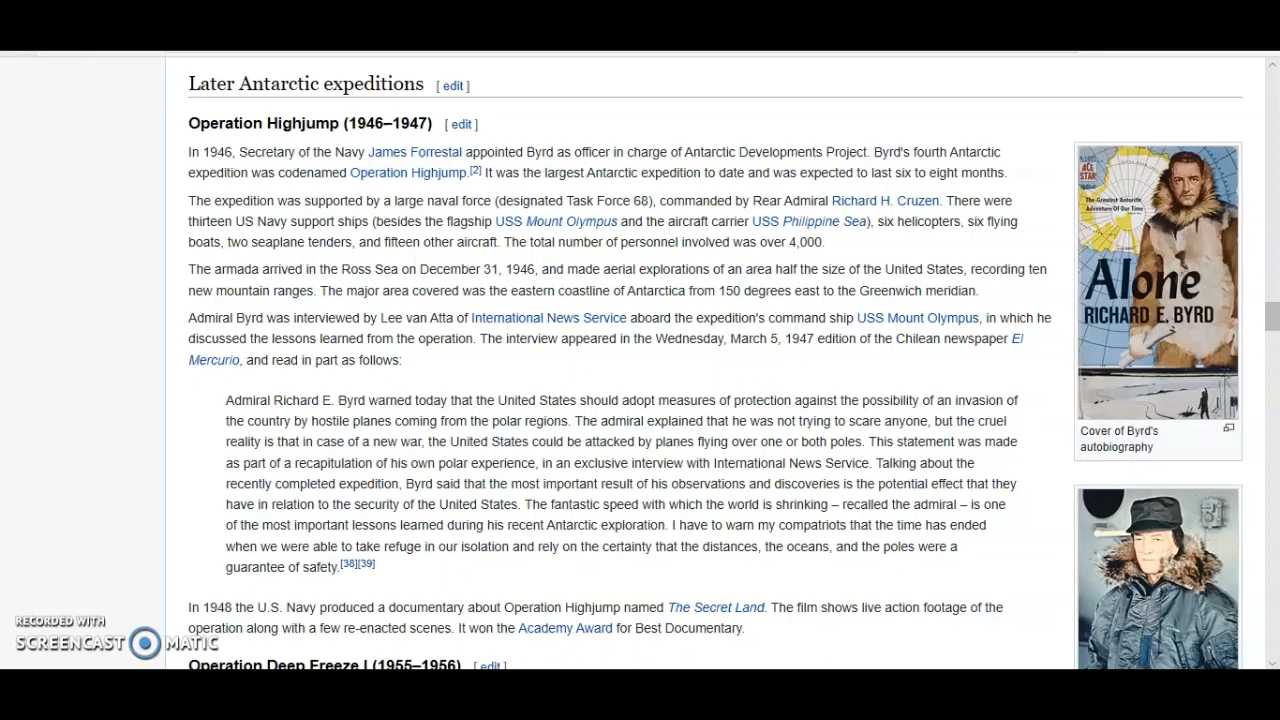 Later Antarctic expeditions [ edit ]
Operation Highjump (1946–1947) [ edit ]
In 1946, Secretary of the Navy James Forrestal appointed Byrd as officer in charge of Antarctic Developments Project. Byrd's fourth Antarctic
expedition was codenamed Operation Highjump.[2] It was the largest Antarctic expedition to date and was expected to last six to eight months.
The expedition was supported by a large naval force (designated Task Force 68), commanded by Rear Admiral Richard H. Cruzen. There were
thirteen US Navy support ships (besides the flagship USS Mount Olympus and the aircraft carrier USS Philippine Sea), six helicopters, six flying
boats, two seaplane tenders, and fifteen other aircraft. The total number of personnel involved was over 4,000.
The armada arrived in the Ross Sea on December 31, 1946, and made aerial explorations of an area half the size of the United States, recording ten
new mountain ranges. The major area covered was the eastern coastline of Antarctica from 150 degrees east to the Greenwich meridian.
Admiral Byrd was interviewed by Lee van Atta of International News Service aboard the expedition's command ship USS Mount Olympus, in which he
discussed the lessons learned from the operation. The interview appeared in the Wednesday, March 5, 1947 edition of the Chilean newspaper El
Mercurio, and read in part as follows:
Admiral Richard E. Byrd warned today that the United States should adopt measures of protection against the possibility of an invasion of
the country by hostile planes coming from the polar regions. The admiral explained that he was not trying to scare anyone, but the cruel
reality is that in case of a new war, the United States could be attacked by planes flying over one or both poles. This statement was made
as part of a recapitulation of his own polar experience, in an exclusive interview with International News Service. Talking about the
recently completed expedition, Byrd said that the most important result of his observations and discoveries is the potential effect that they
have in relation to the security of the United States. The fantastic speed with which the world is shrinking – recalled the admiral – is one
of the most important lessons learned during his recent Antarctic exploration. I have to warn my compatriots that the time has ended
when we were able to take refuge in our isolation and rely on the certainty that the distances, the oceans, and the poles were a
guarantee of safety.[38][39]
In 1948 the U.S. Navy produced a documentary about Operation Highjump named The Secret Land. The film shows live action footage of the
operation along with a few re-enacted scenes. It won the Academy Award for Best Documentary.
Operation Deep Freeze I (1955–1956) [ edit ]
ACE
STAR
The Greatest Antarctic
Adventure Of Our Time
Alone
RICHARD E. BYRD
Cover of Byrd's
autobiography
RECORDED WITH
SCREENCAST MATIC